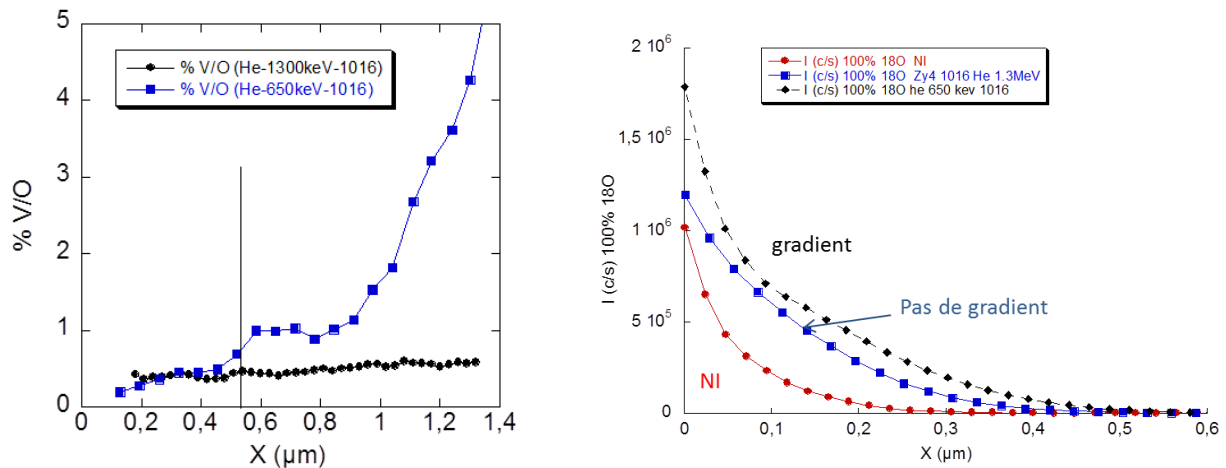 5
4
3
2
1
0
% V/O
% V/O (He-1300keV-1016)
% V/O (He-650keV-1016)
0
0,2
0,4
0,6
0,8
1
1,2
1,4
X (µm)
2 10⁶
1,5 10⁶
1 10⁶
5 10⁵
0
I (c/s) 100% 18O
I (c/s) 100% 18O NI
I (c/s) 100% 18O Zy4 1016 He 1.3MeV
I (c/s) 100% 18O he 650 kev 1016
gradient
Pas de gradient
NI
0
0,1
0,2
0,3
0,4
0,5
0,6
X (µm)